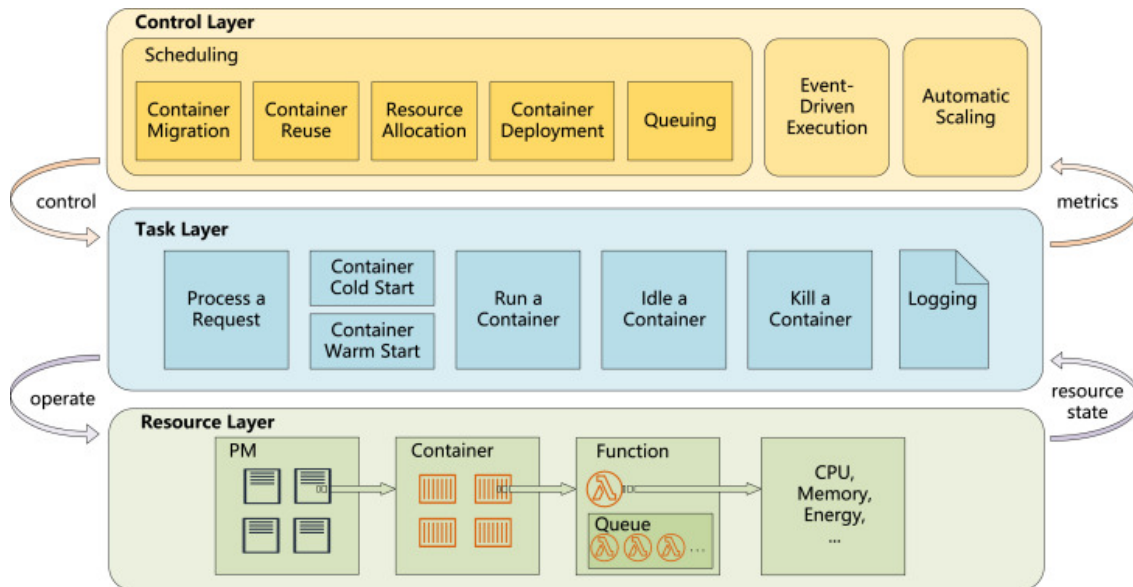 Control Layer
Scheduling
Container
Migration
Container
Reuse
Resource
Allocation
Container
Deployment
Queuing
Event-
Driven
Execution
Automatic
Scaling
control
metrics
Task Layer
Process a
Request
Container
Cold Start
Container
Warm Start
Run a
Container
Idle a
Container
Kill a
Container
Logging
operate
resource
state
Resource Layer
PM
Container
Function
Queue
...
CPU,
Memory,
Energy,
...